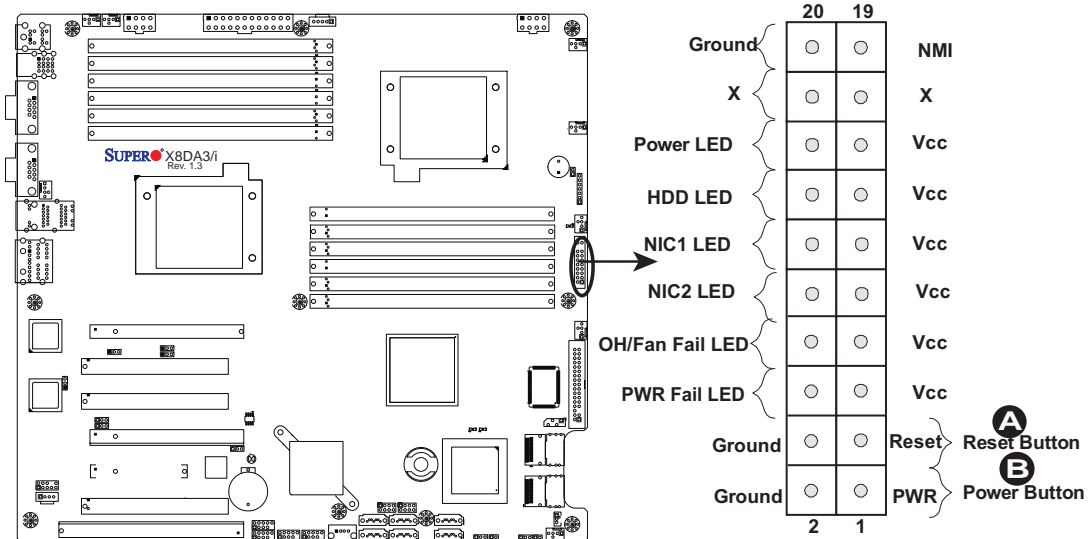 SUPER X8DA3/i
Rev. 1.3
20 19
Ground NMI
X X
Power LED Vcc
HDD LED Vcc
NIC1 LED Vcc
NIC2 LED Vcc
OH/Fan Fail LED Vcc
PWR Fail LED Vcc
A
Ground Reset Reset Button
B
Ground PWR Power Button
2 1